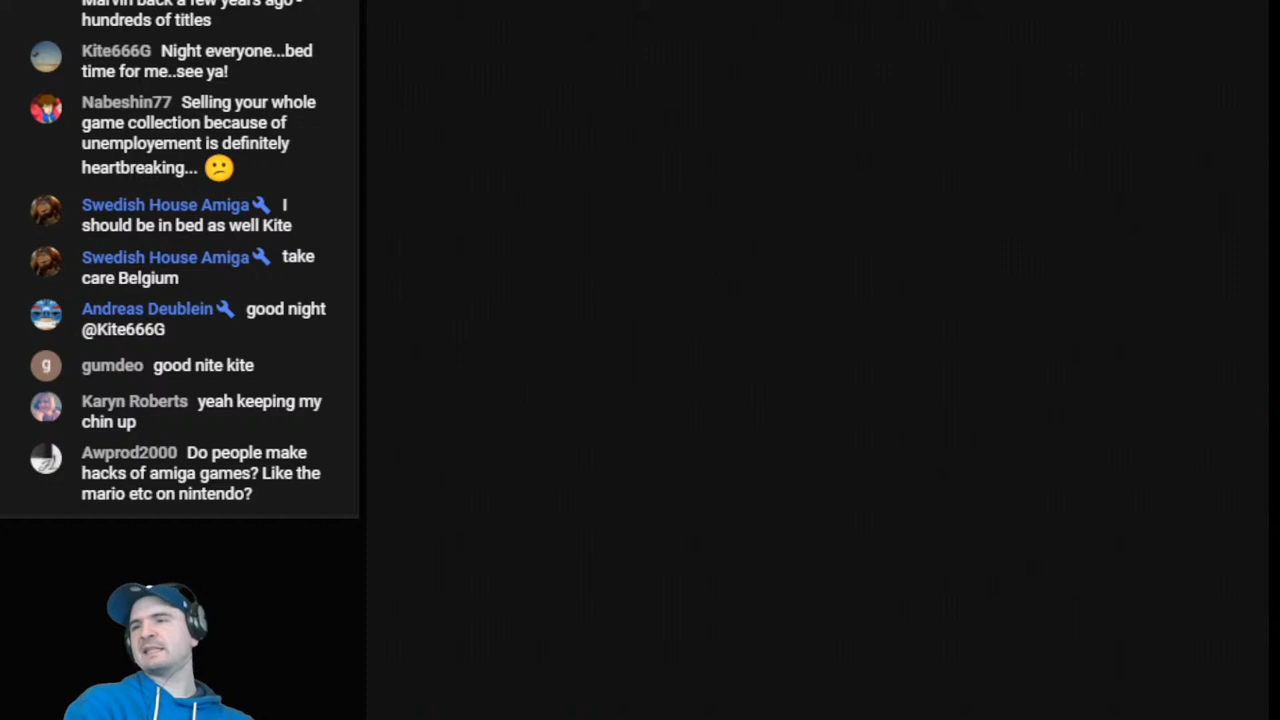 Marvin back a few years ago -
hundreds of titles
Kite666G Night everyone...bed
time for me..see ya!
Nabeshin77 Selling your whole
game collection because of
unemployement is definitely
heartbreaking... 😕
Swedish House Amiga I
should be in bed as well Kite
Swedish House Amiga take
care Belgium
Andreas Deublein good night
@Kite666G
g gumdeo good nite kite
Karyn Roberts yeah keeping my
chin up
Awprod2000 Do people make
hacks of amiga games? Like the
mario etc on nintendo?